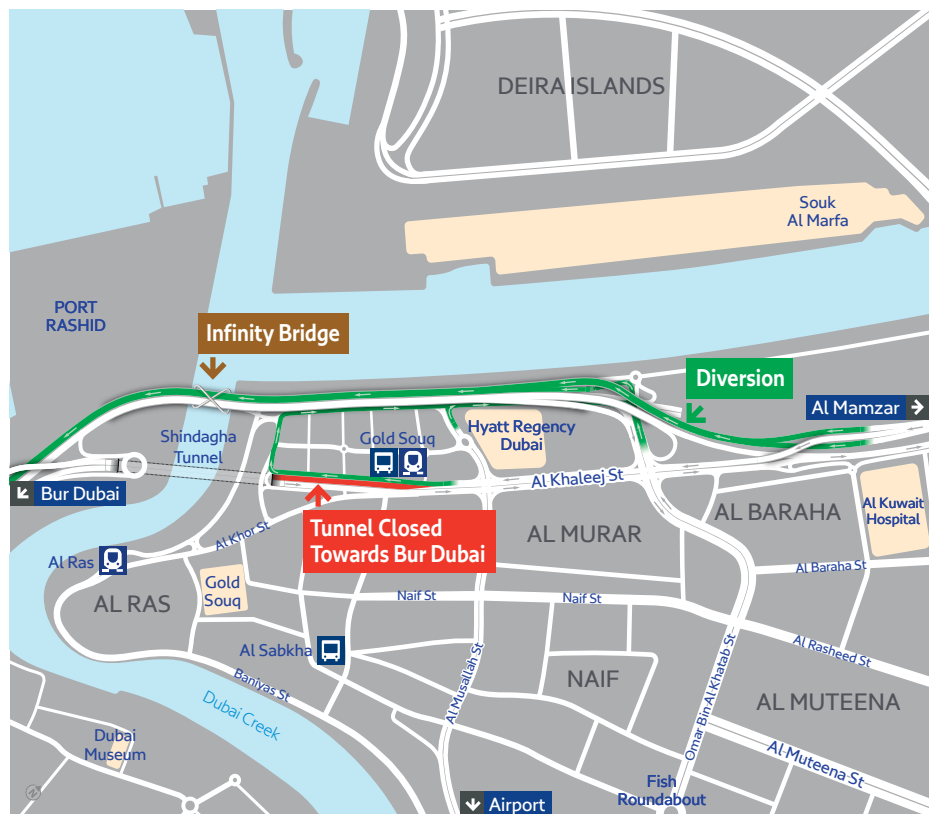 DEIRA ISLANDS
Souk
Al Marfa
PORT
RASHID
Infinity Bridge
Diversion
Al Mamzar
Shindagha
Tunnel
Gold Souq
Hyatt Regency
Dubai
Al Khaleej St
Bur Dubai
Tunnel Closed
Towards Bur Dubai
Al Khor St
AL MURAR
AL BARAHA
Al Kuwait
Hospital
Al Ras
AL RAS
Gold
Souq
Naif St
Naif St
Al Baraha St
Al Sabkha
Baniyas St
Al Musallah St
NAIF
Omar Bin Al Khatab St
Al Rasheed St
AL MUTEENA
Dubai Creek
Dubai
Museum
Al Muteena St
Fish
Roundabout
Airport
N